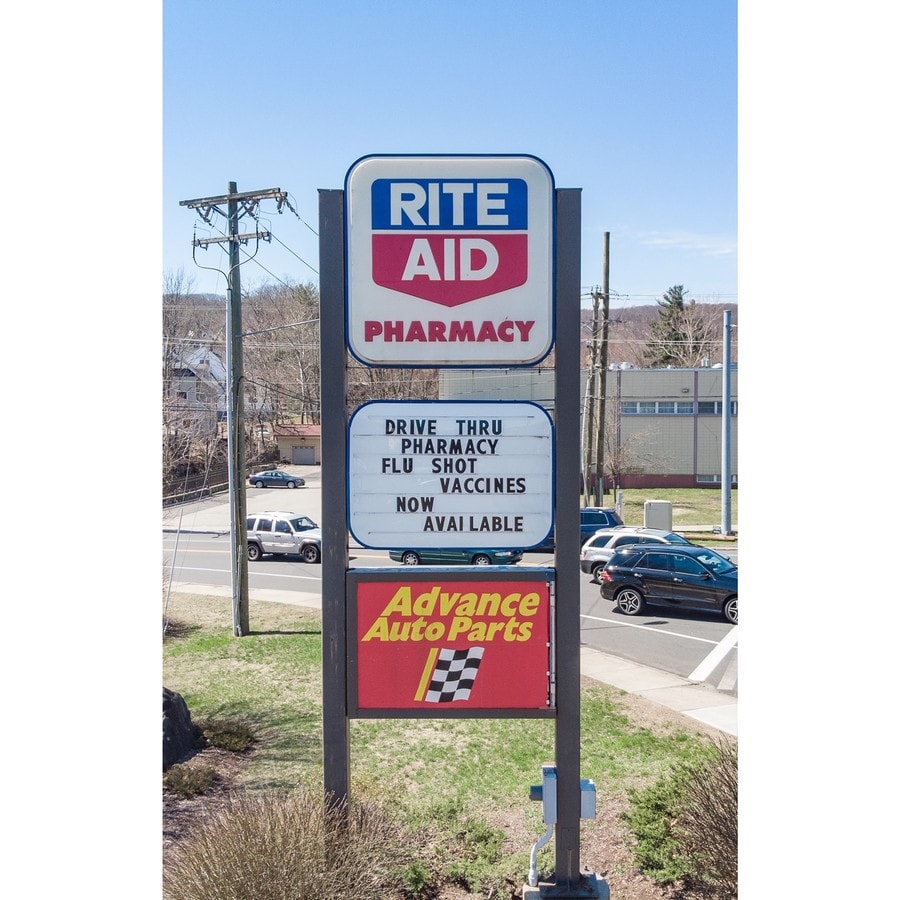 RITE
AID
PHARMACY
DRIVE THRU
PHARMACY
FLU SHOT
VACCINES
NOW
AVAILABLE
Advance
Auto Parts